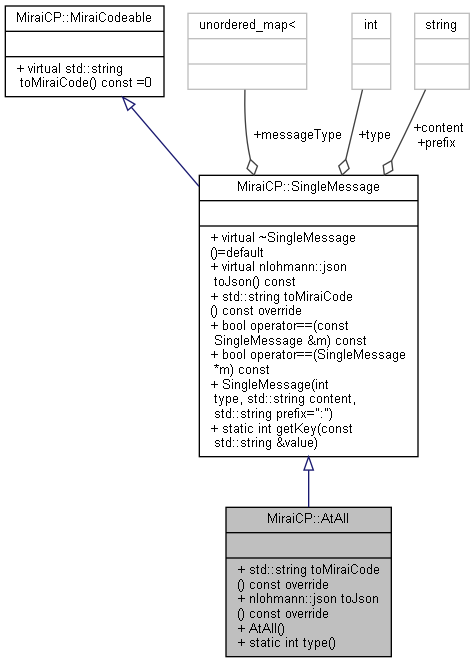 MiraiCP::MiraiCodeable
+ virtual std::string
toMiraiCode() const =0
unordered_map<
int
string
+messageType
+type
+content
+prefix
MiraiCP::SingleMessage
+ virtual ~SingleMessage
()=default
+ virtual nlohmann::json
toJson() const
+ std::string toMiraiCode
() const override
+ bool operator==(const
SingleMessage &m) const
+ bool operator==(SingleMessage
*m) const
+ SingleMessage(int
type, std::string content,
std::string prefix=":")
+ static int getKey(const
std::string &value)
MiraiCP::AtAll
+ std::string toMiraiCode
() const override
+ nlohmann::json toJson
() const override
+ AtAll()
+ static int type()